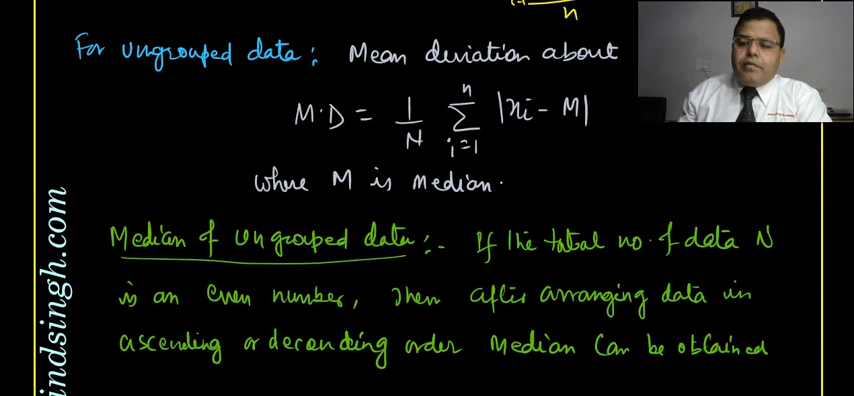 n
For ungrouped data: Mean deviation about
M·D = 1/N n∑i=1 |xi - M|
where M is median.
Median of ungrouped data:- If the total no. of data N
is an even number, then after arranging data in
ascending or decending order Median can be obtained
indsingh.com